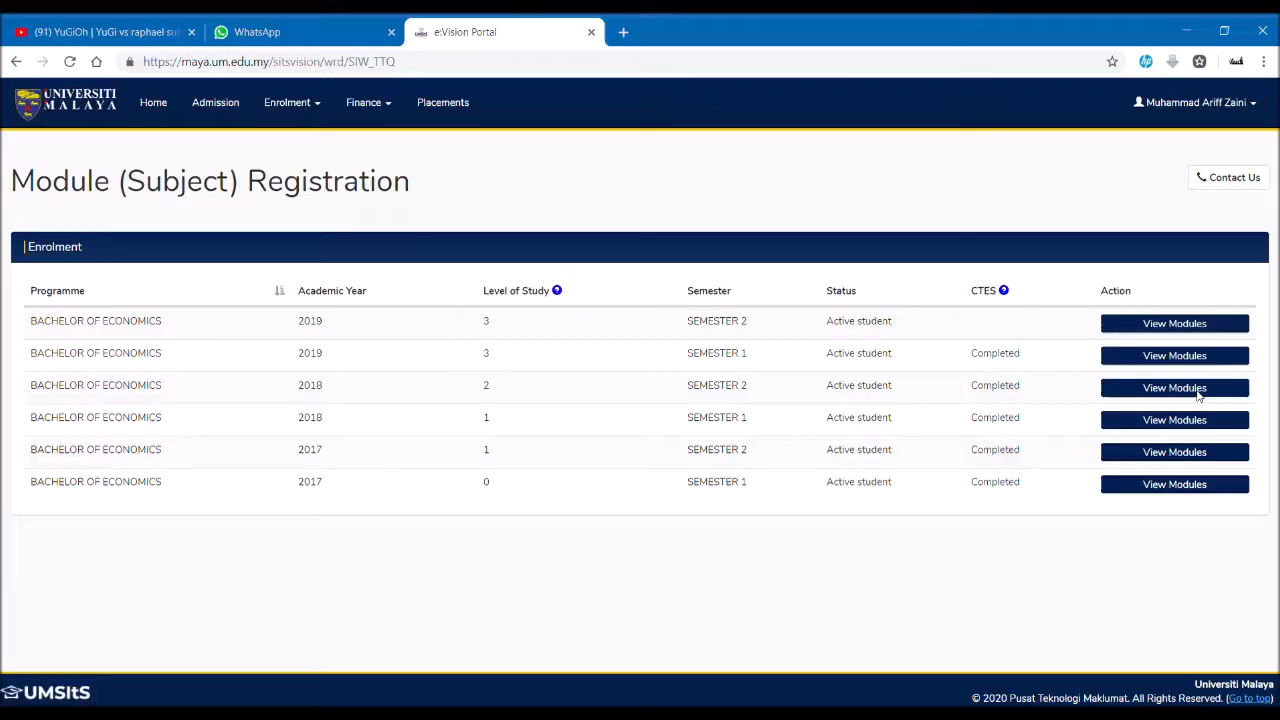 (91) YuGiOh | YuGi vs raphael su
WhatsApp
e:Vision Portal
https://maya.um.edu.my/sitsvision/wrd/SIW_TTQ
UNIVERSITI
MALAYA
Home
Admission
Enrolment
Finance
Placements
Muhammad Ariff Zaini
Module (Subject) Registration
Contact Us
Enrolment
Programme Academic Year Level of Study Semester Status CTES Action
BACHELOR OF ECONOMICS 2019 3 SEMESTER 2 Active student View Modules
BACHELOR OF ECONOMICS 2019 3 SEMESTER 1 Active student Completed View Modules
BACHELOR OF ECONOMICS 2018 2 SEMESTER 2 Active student Completed View Modules
BACHELOR OF ECONOMICS 2018 1 SEMESTER 1 Active student Completed View Modules
BACHELOR OF ECONOMICS 2017 1 SEMESTER 2 Active student Completed View Modules
BACHELOR OF ECONOMICS 2017 0 SEMESTER 1 Active student Completed View Modules
UMSItS
Universiti Malaya
© 2020 Pusat Teknologi Maklumat. All Rights Reserved. (Go to top)